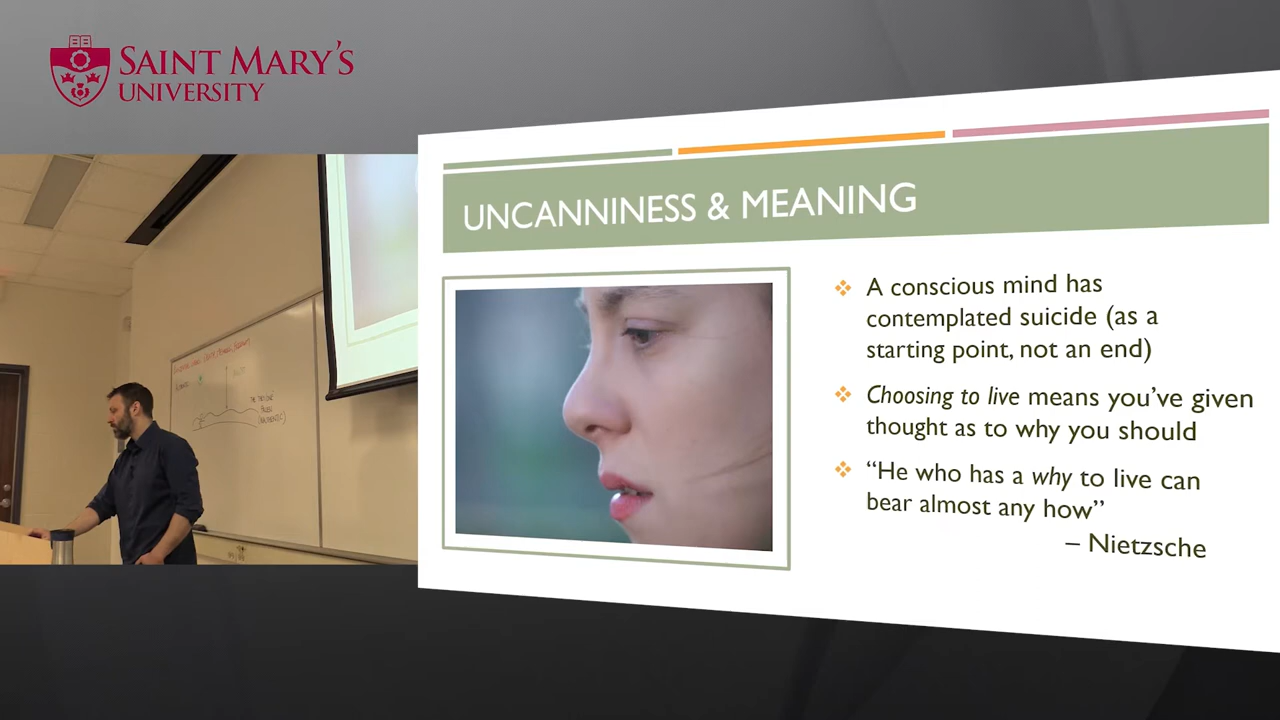 SAINT MARY'S
UNIVERSITY
UNCANNINESS & MEANING
A conscious mind has
contemplated suicide (as a
starting point, not an end)
Choosing to live means you've given
thought as to why you should
"He who has a why to live can
bear almost any how"
– Nietzsche